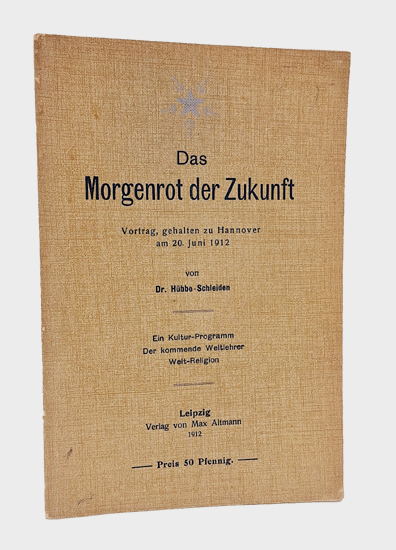 Das
Morgenrot der Zukunft
Vortrag, gehalten zu Hannover
am 20. Juni 1912
von
Dr. Hübbe-Schleiden
Ein Kultur-Programm
Der kommende Weltlehrer
Welt-Religion
Leipzig
Verlag von Max Altmann
1912
— Preis 50 Pfennig. —